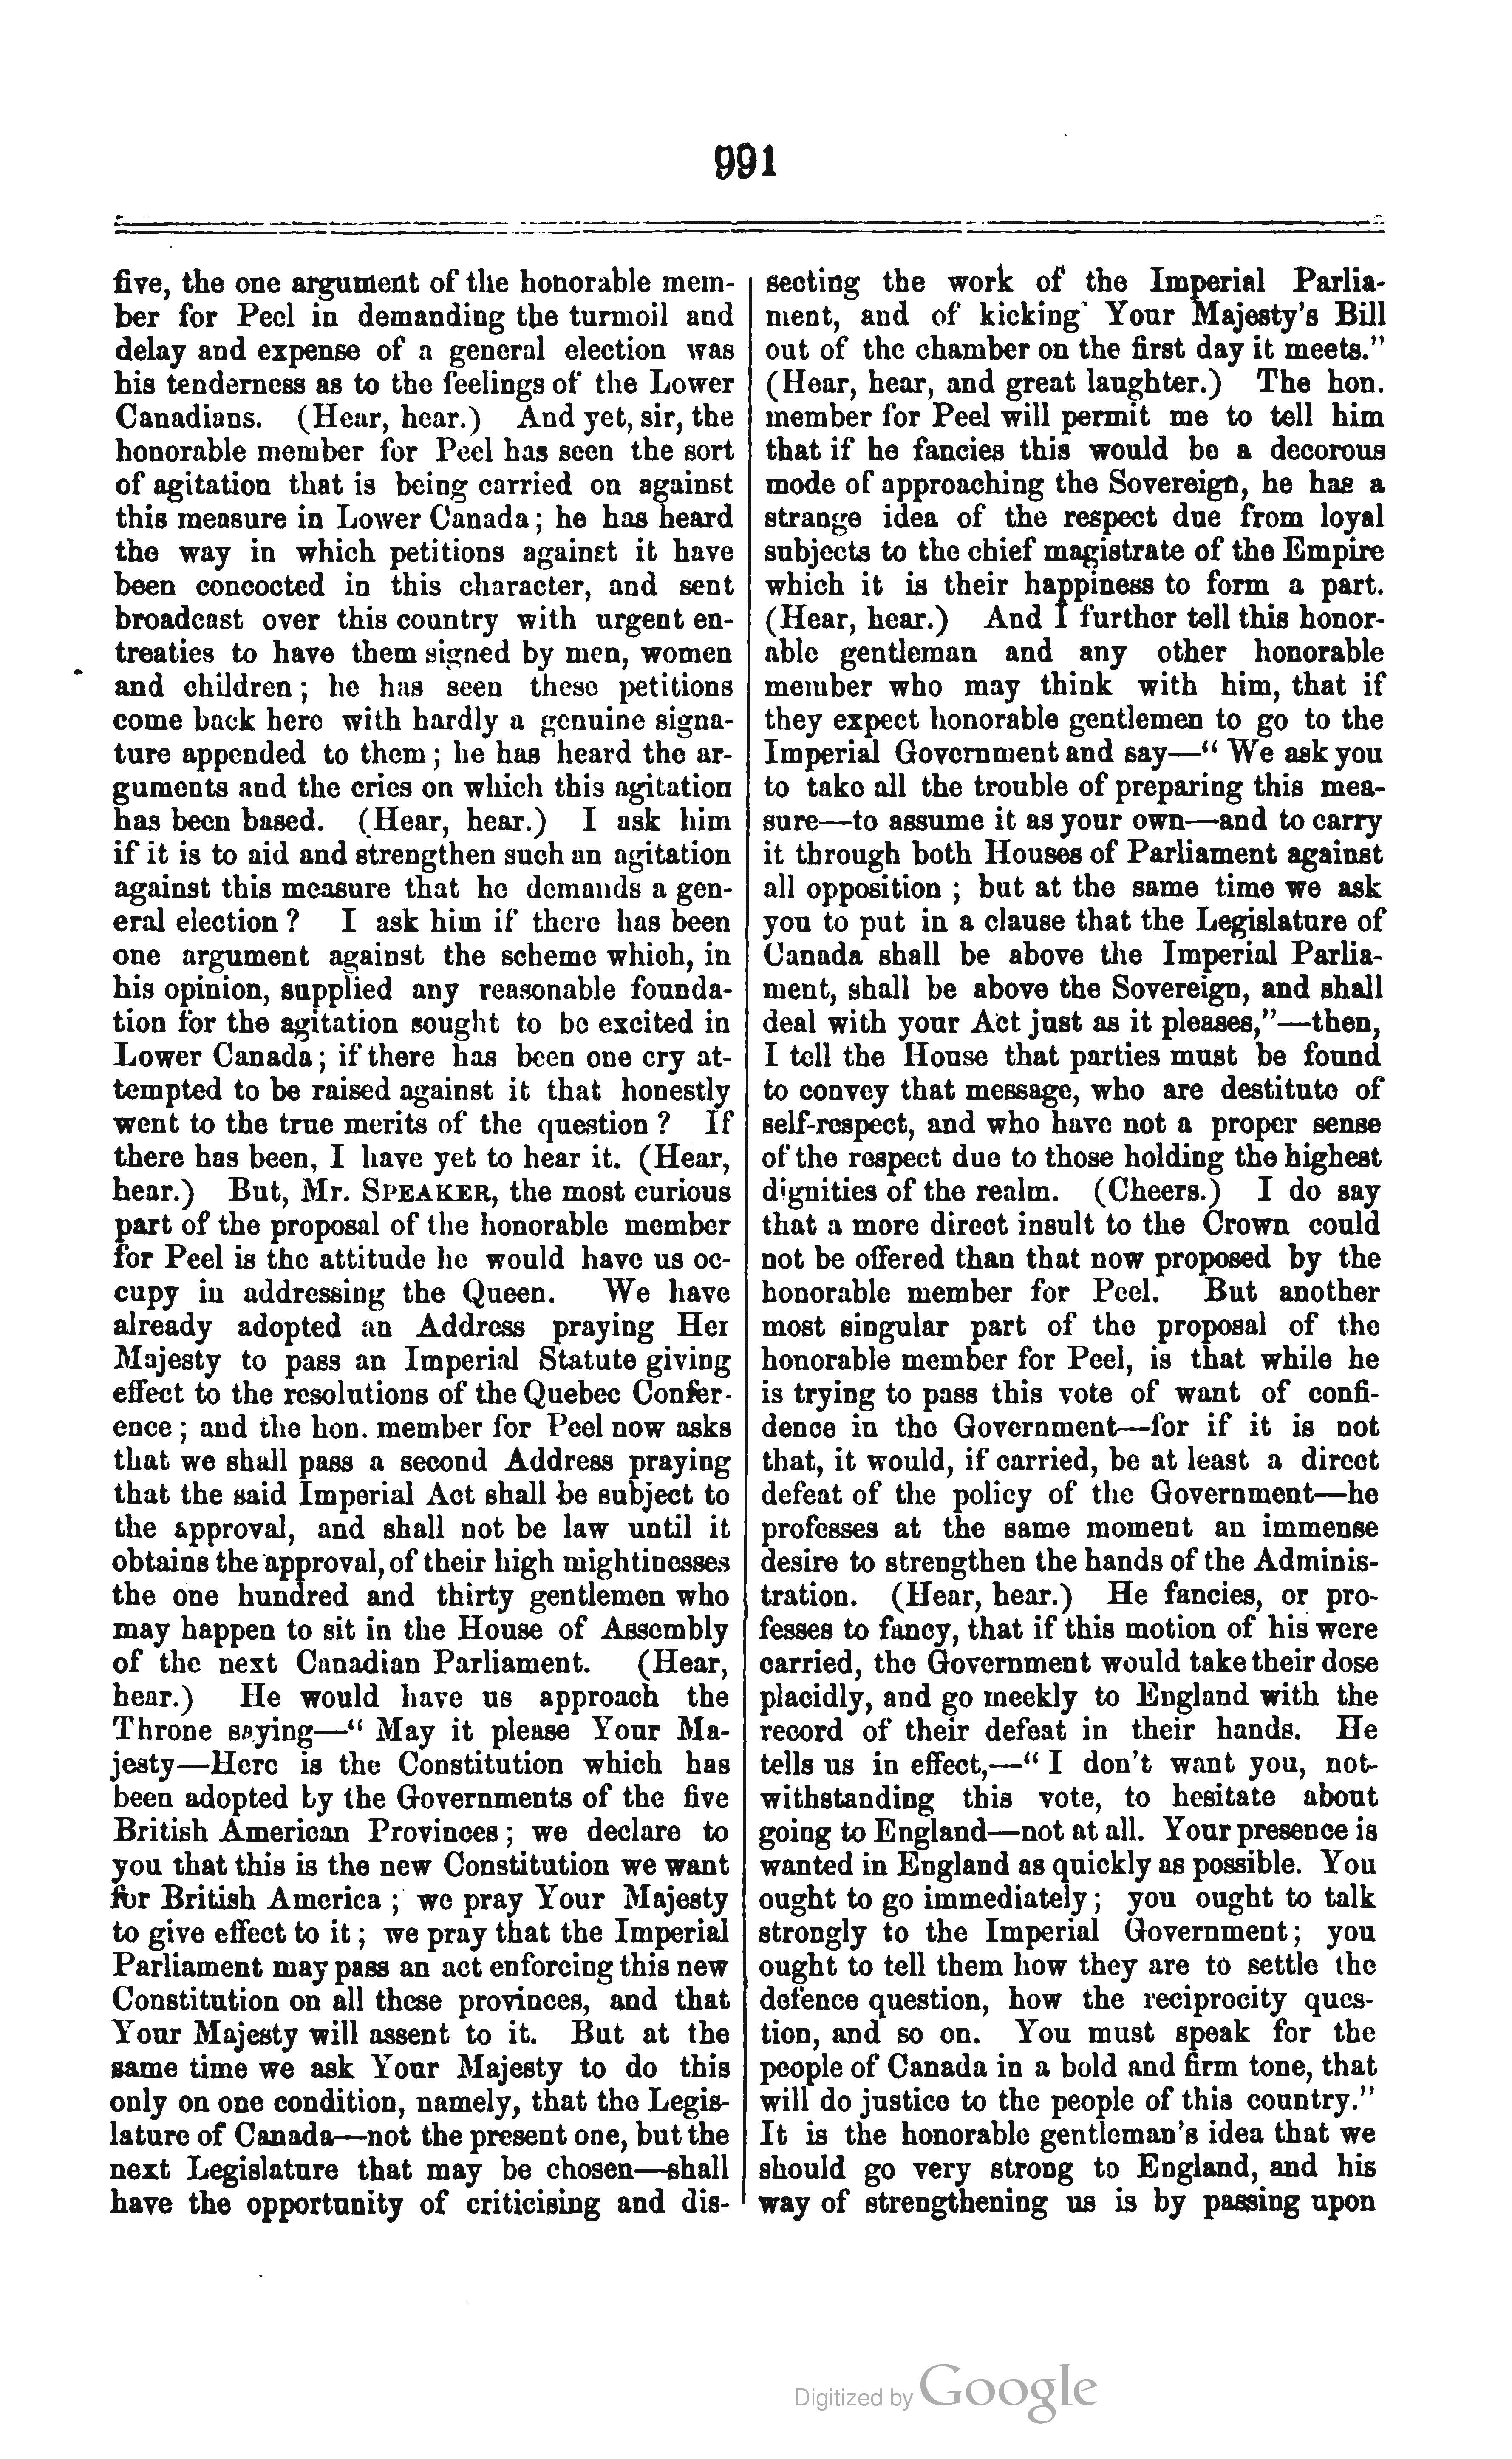 991
five, the one argument of the honorable mem-
ber for Peel in demanding the turmoil and
delay and expense of a general election was
his tenderness as to the feelings of the Lower
Canadians. (Hear, hear.) And yet, sir, the
honorable member for Peel has seen the sort
of agitation that is being carried on against
this measure in Lower Canada; he has heard
the way in which petitions against it have
been concocted in this character, and sent
broadcast over this country with urgent en-
treaties to have them signed by men, women
and children; he has seen these petitions
come back here with hardly a genuine signa-
ture appended to them; he has heard the ar-
guments and the cries on which this agitation
has been based. (Hear, hear.) I ask him
if it is to aid and strengthen such an agitation
against this measure that he demands a gen-
eral election? I ask him if there has been
one argument against the scheme which, in
his opinion, supplied any reasonable founda-
tion for the agitation sought to be excited in
Lower Canada; if there has been one cry at-
tempted to be raised against it that honestly
went to the true merits of the question? If
there has been, I have yet to hear it. (Hear,
hear.) But, Mr. SPEAKER, the most curious
part of the proposal of the honorable member
for Peel is the attitude he would have us oc-
cupy in addressing the Queen. We have
already adopted an Address praying Her
Majesty to pass an Imperial Statute giving
effect to the resolutions of the Quebec Confer-
ence; and the hon. member for Peel now asks
that we shall pass a second Address praying
that the said Imperial Act shall be subject to
the approval, and shall not be law until it
obtains the approval, of their high mightinesses
the one hundred and thirty gentlemen who
may happen to sit in the House of Assembly
of the next Canadian Parliament. (Hear,
hear.) He would have us approach the
Throne saying—" May it please Your Ma-
jesty—Here is the Constitution which has
been adopted by the Governments of the five
British American Provinces; we declare to
you that this is the new Constitution we want
for British America; we pray Your Majesty
to give effect to it; we pray that the Imperial
Parliament may pass an act enforcing this new
Constitution on all these provinces, and that
Your Majesty will assent to it. But at the
same time we ask Your Majesty to do this
only on one condition, namely, that the Legis-
lature of Canada—not the present one, but the
next Legislature that may be chosen—shall
have the opportunity of criticising and dis-
secting the work of the Imperial Parlia-
ment, and of kicking Your Majesty's Bill
out of the chamber on the first day it meets."
(Hear, hear, and great laughter.) The hon.
member for Peel will permit me to tell him
that if he fancies this would be a decorous
mode of approaching the Sovereign, he has a
strange idea of the respect due from loyal
subjects to the chief magistrate of the Empire
which it is their happiness to form a part.
(Hear, hear.) And I further tell this honor-
able gentleman and any other honorable
member who may think with him, that if
they expect honorable gentlemen to go to the
Imperial Government and say—" We ask you
to take all the trouble of preparing this mea-
sure—to assume it as your own—and to carry
it through both Houses of Parliament against
all opposition; but at the same time we ask
you to put in a clause that the Legislature of
Canada shall be above the Imperial Parlia-
ment, shall be above the Sovereign, and shall
deal with your Act just as it pleases,"—then,
I tell the House that parties must be found
to convey that message, who are destitute of
self-respect, and who have not a proper sense
of the respect due to those holding the highest
dignities of the realm. (Cheers.) I do say
that a more direct insult to the Crown could
not be offered than that now proposed by the
honorable member for Peel. But another
most singular part of the proposal of the
honorable member for Peel, is that while he
is trying to pass this vote of want of confi-
dence in the Government—for if it is not
that, it would, if carried, be at least a direct
defeat of the policy of the Government—he
professes at the same moment an immense
desire to strengthen the hands of the Adminis-
tration. (Hear, hear.) He fancies, or pro-
fesses to fancy, that if this motion of his were
carried, the Government would take their dose
placidly, and go meekly to England with the
record of their defeat in their hands. He
tells us in effect,—" I don't want you, not-
withstanding this vote, to hesitate about
going to England—not at all. Your presence is
wanted in England as quickly as possible. You
ought to go immediately; you ought to talk
strongly to the Imperial Government; you
ought to tell them how they are to settle the
defence question, how the reciprocity ques-
tion, and so on. You must speak for the
people of Canada in a bold and firm tone, that
will do justice to the people of this country."
It is the honorable gentleman's idea that we
should go very strong to England, and his
way of strengthening us is by passing upon
Digitized by Google